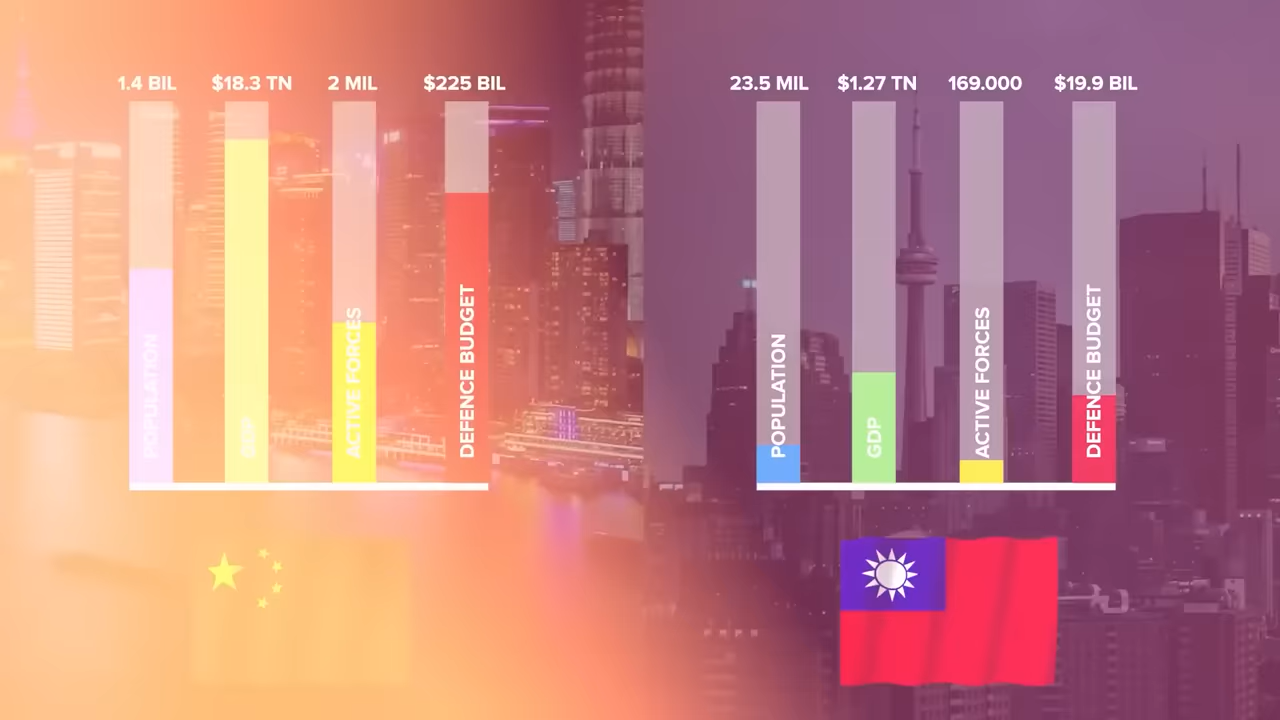 1.4 BIL $18.3 TN 2 MIL $225 BIL
POPULATION
GDP
ACTIVE FORCES
DEFENCE BUDGET
23.5 MIL $1.27 TN 169.000 $19.9 BIL
POPULATION
GDP
ACTIVE FORCES
DEFENCE BUDGET